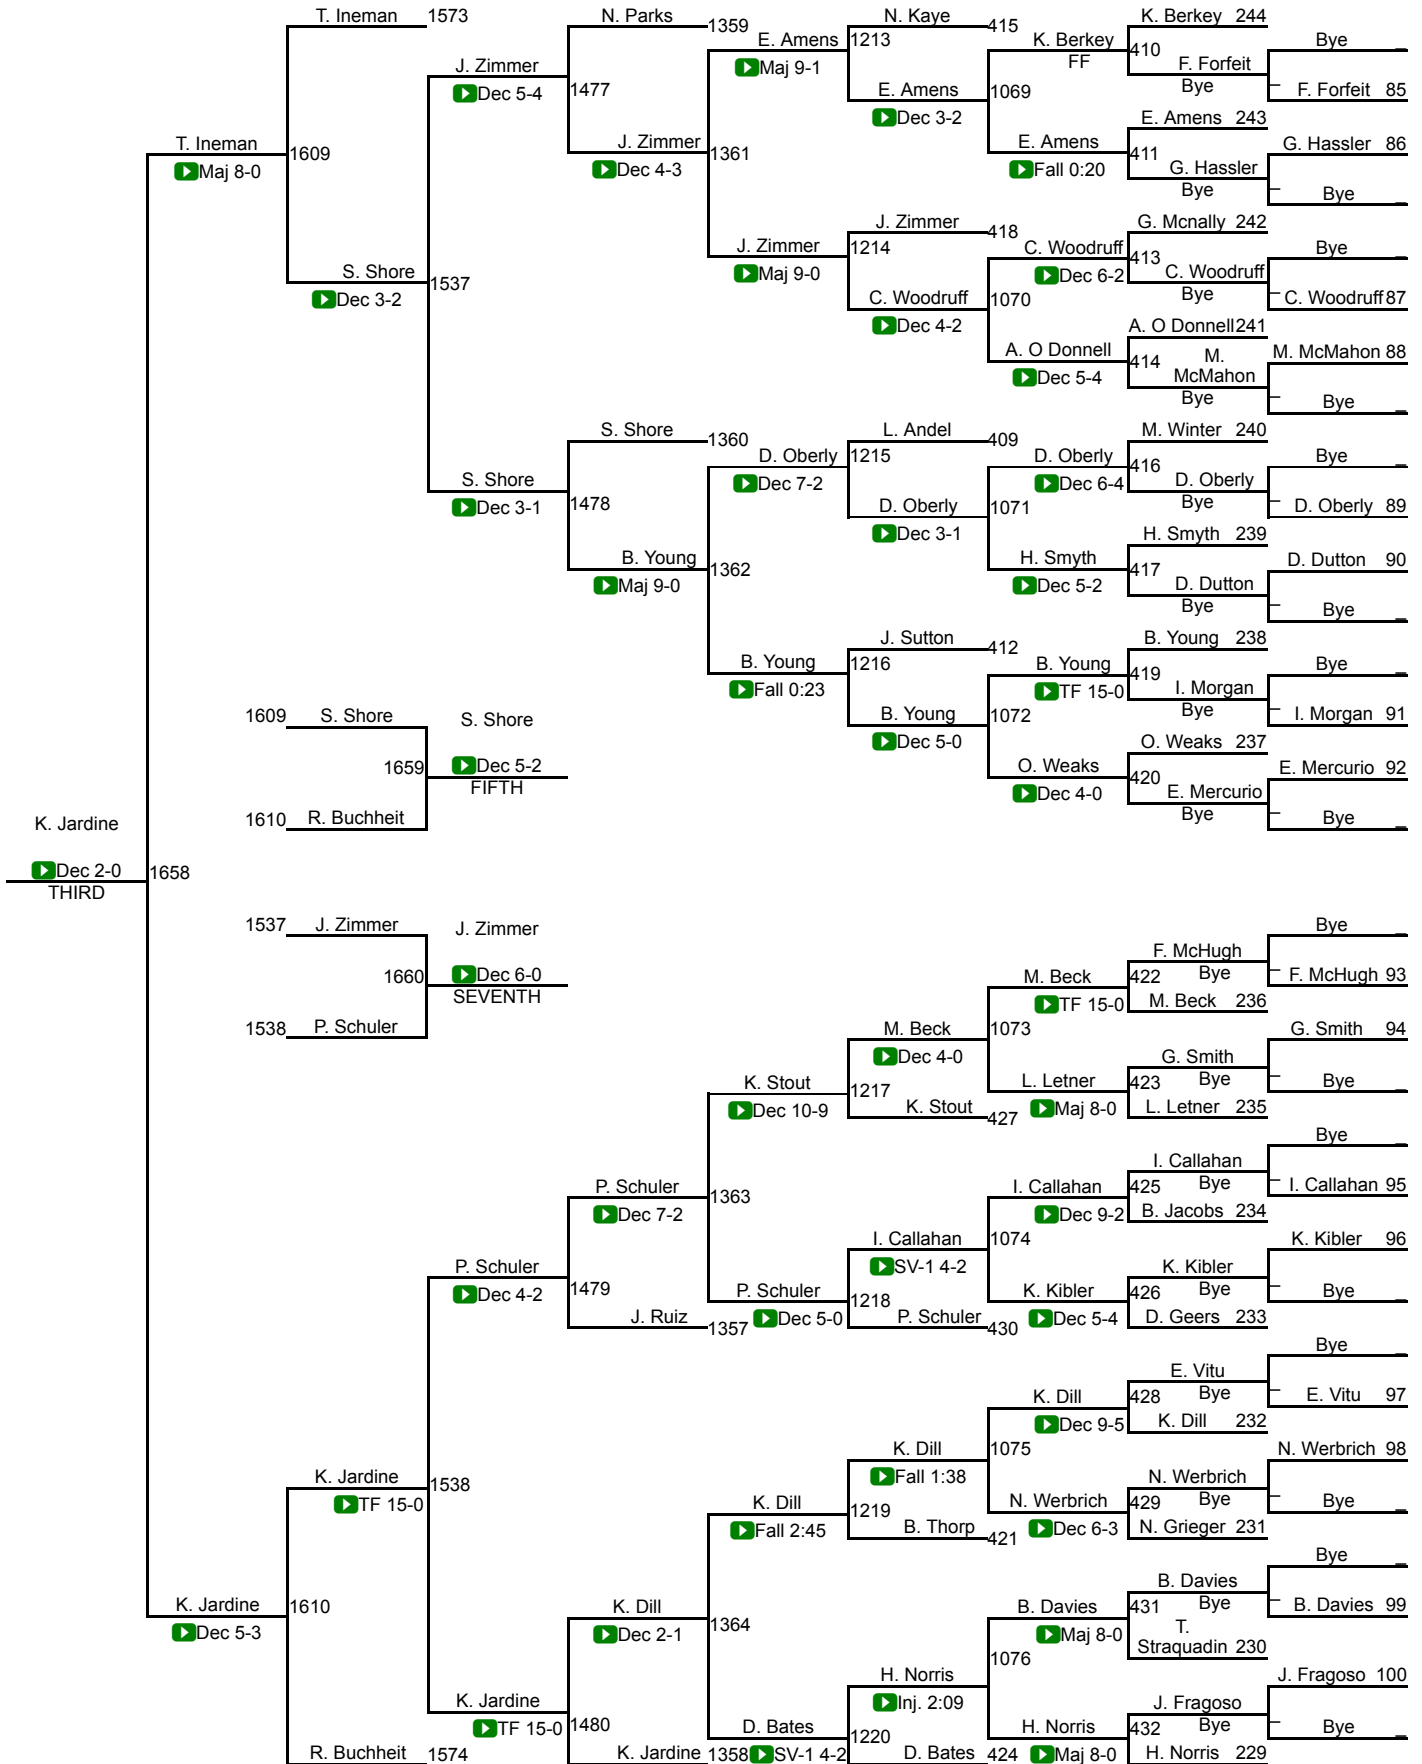 T. Ineman 1573
N. Parks 1359
N. Kaye 415
K. Berkey 244
Bye _
E. Amens 1213
K. Berkey 410
FF
F. Forfeit
Bye
F. Forfeit 85
J. Zimmer
Dec 5-4
1477
Maj 9-1
E. Amens 1069
Dec 3-2
E. Amens 243
T. Ineman
Maj 8-0
1609
J. Zimmer 1361
Dec 4-3
E. Amens 411
Fall 0:20
G. Hassler 86
G. Hassler
Bye
Bye _
J. Zimmer 418
G. Mcnally 242
Bye _
J. Zimmer 1214
Maj 9-0
C. Woodruff 413
Dec 6-2
C. Woodruff
Bye
C. Woodruff 87
S. Shore 1537
Dec 3-2
C. Woodruff 1070
Dec 4-2
A. O Donnell 241
A. O Donnell 414
Dec 5-4
M.
McMahon
Bye
M. McMahon 88
Bye _
S. Shore 1360
L. Andel 409
M. Winter 240
Bye _
D. Oberly 1215
Dec 7-2
D. Oberly 416
Dec 6-4
D. Oberly
Bye
D. Oberly 89
S. Shore 1478
Dec 3-1
D. Oberly 1071
Dec 3-1
H. Smyth 239
B. Young 1362
Maj 9-0
H. Smyth 417
Dec 5-2
D. Dutton
Bye
D. Dutton 90
Bye _
J. Sutton 412
B. Young 238
Bye _
B. Young 1216
Fall 0:23
B. Young 419
TF 15-0
I. Morgan
Bye
I. Morgan 91
1609 S. Shore
S. Shore
B. Young 1072
Dec 5-0
O. Weaks 237
1659
Dec 5-2
FIFTH
O. Weaks 420
Dec 4-0
E. Mercurio
Bye
E. Mercurio 92
Bye _
1610 R. Buchheit
K. Jardine
Dec 2-0
THIRD
1658
1537 J. Zimmer
J. Zimmer
1660
Dec 6-0
SEVENTH
1538 P. Schuler
Bye _
F. McHugh
M. Beck 422
TF 15-0
Bye
F. McHugh 93
M. Beck 236
M. Beck 1073
Dec 4-0
G. Smith 94
G. Smith
K. Stout 1217
Dec 10-9
L. Letner 423
Maj 8-0
Bye
Bye _
K. Stout 427
L. Letner 235
Bye _
I. Callahan
P. Schuler 1363
Dec 7-2
I. Callahan 425
Dec 9-2
Bye
I. Callahan 95
B. Jacobs 234
I. Callahan 1074
SV-1 4-2
K. Kibler 96
P. Schuler
Dec 4-2
1479
K. Kibler
P. Schuler 1218
Dec 5-0
K. Kibler 426
Dec 5-4
Bye
Bye _
J. Ruiz 1357
P. Schuler 430
D. Geers 233
Bye _
E. Vitu
K. Dill 428
Dec 9-5
Bye
E. Vitu 97
K. Dill 232
K. Dill 1075
Fall 1:38
N. Werbrich 98
K. Jardine 1538
TF 15-0
N. Werbrich
K. Dill 1219
Fall 2:45
N. Werbrich 429
Dec 6-3
Bye
Bye _
B. Thorp 421
N. Grieger 231
Bye _
B. Davies
K. Jardine 1610
Dec 5-3
K. Dill 1364
Dec 2-1
B. Davies 431
Maj 8-0
Bye
B. Davies 99
T.
Straquadin 230
1076
H. Norris
Inj. 2:09
J. Fragoso 100
K. Jardine
TF 15-0
1480
J. Fragoso
D. Bates 1220
SV-1 4-2
H. Norris 432
Maj 8-0
Bye
Bye _
R. Buchheit 1574
K. Jardine 1358
D. Bates 424
H. Norris 229